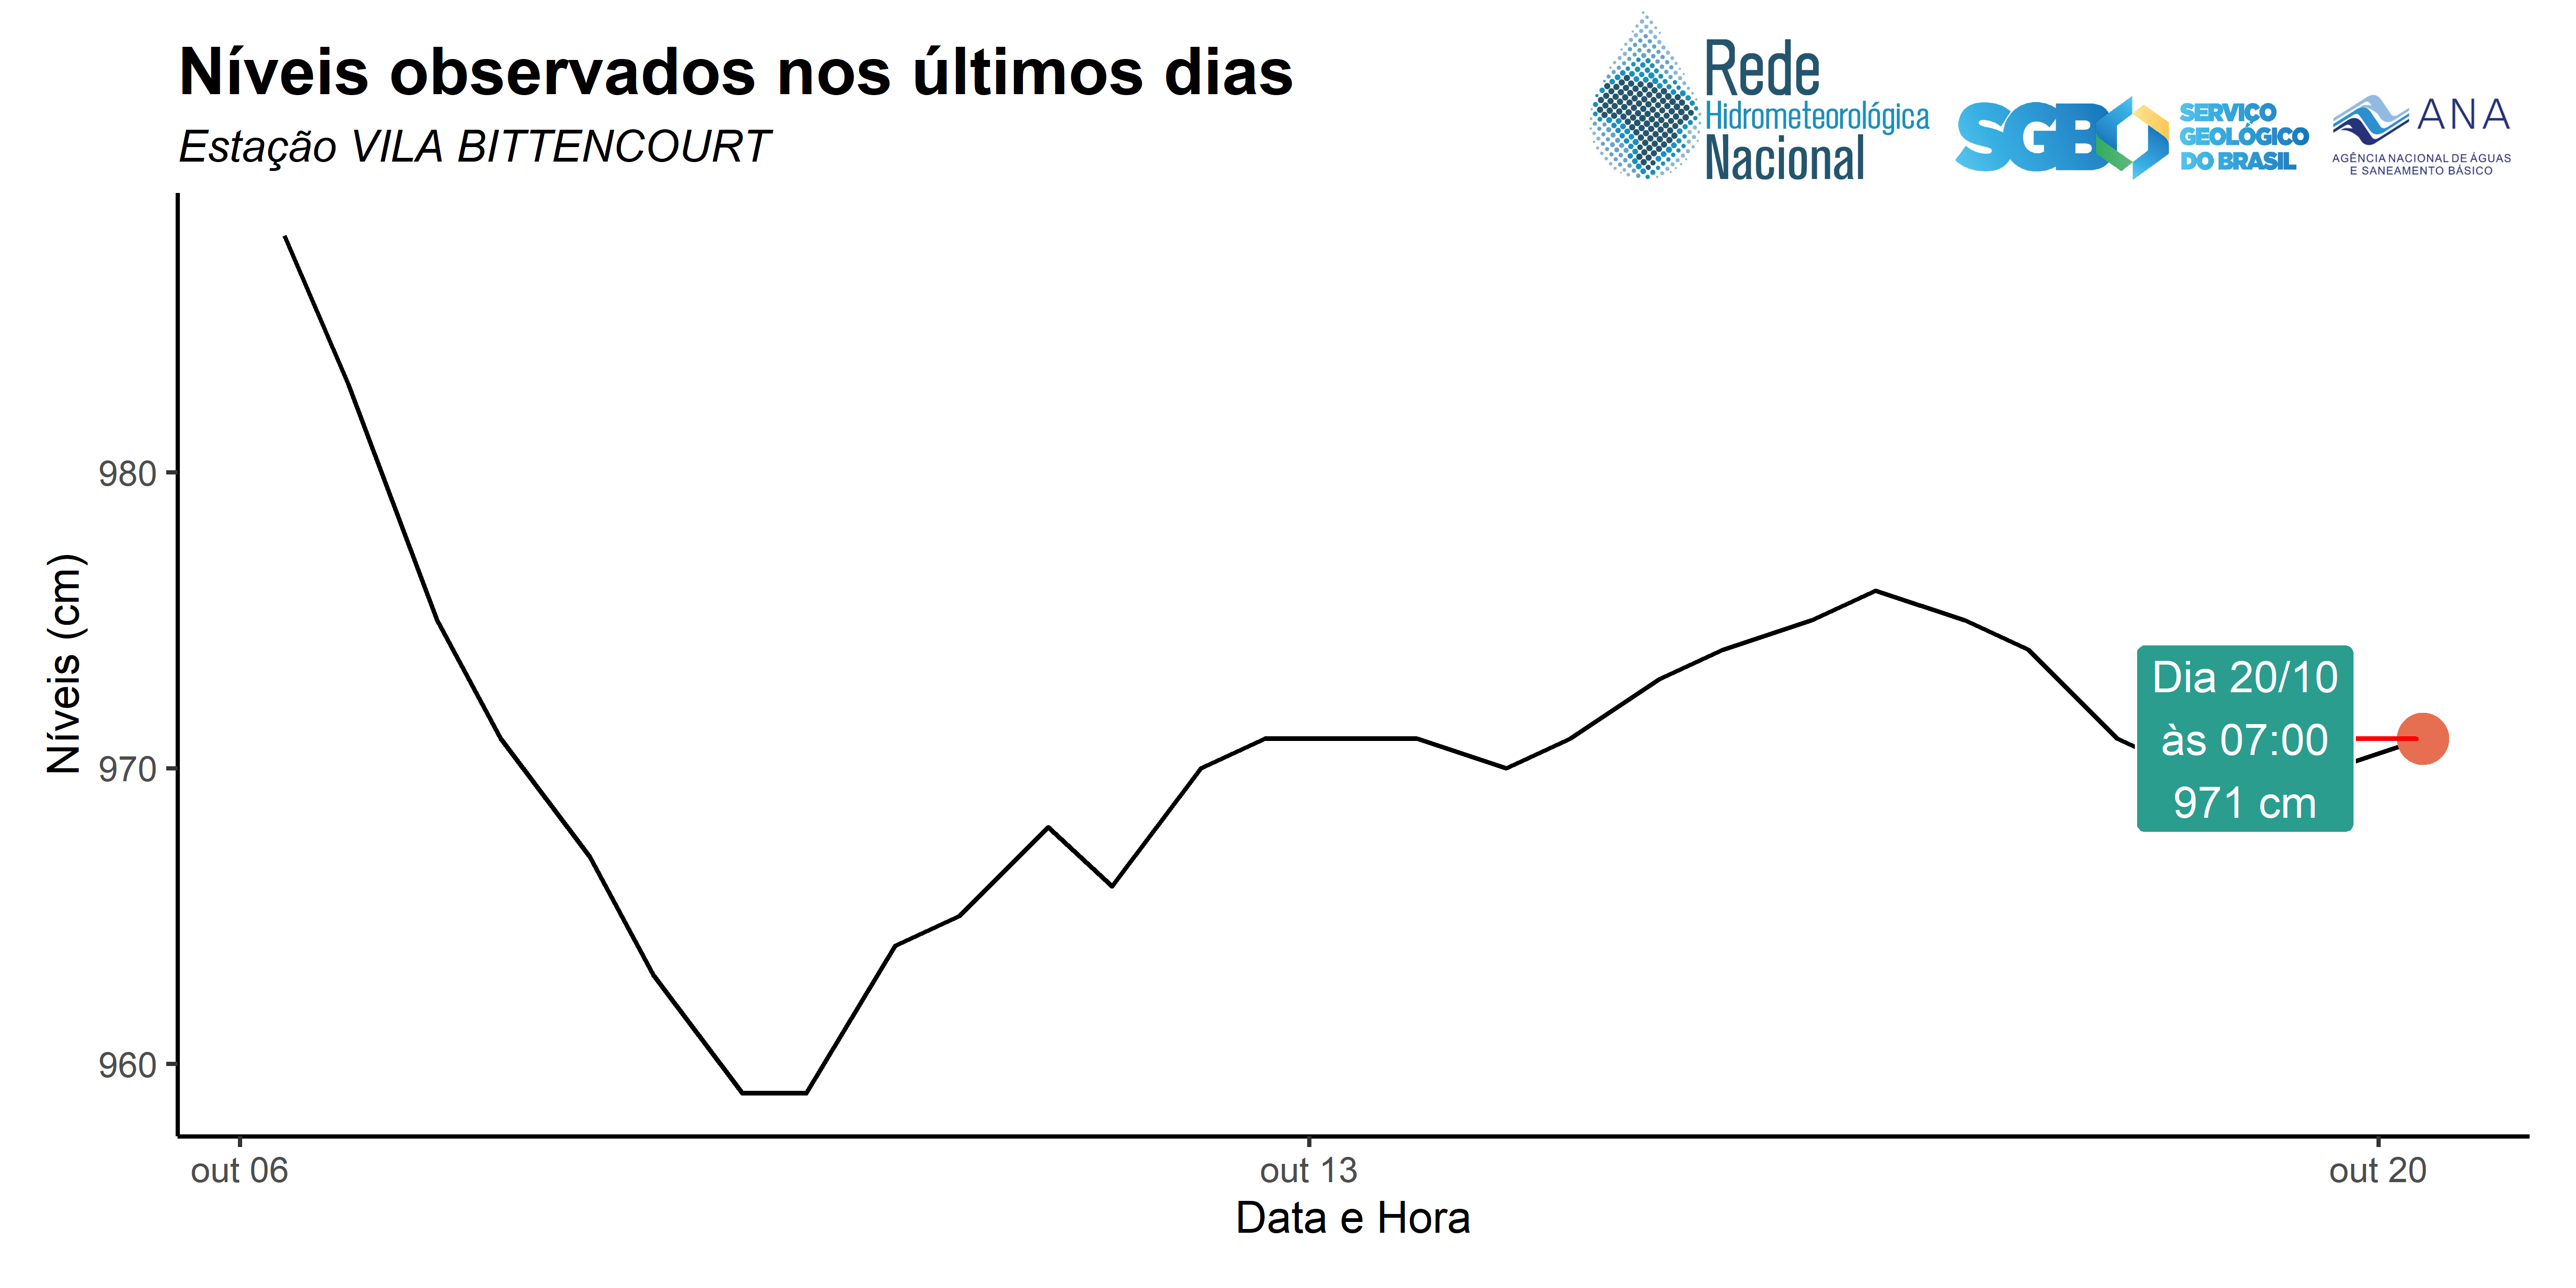 Níveis observados nos últimos dias
Estação VILA BITTENCOURT
Rede
Hidrometeorológica
Nacional
SGB
SERVIÇO
GEOLÓGICO
DO BRASIL
ANA
AGÊNCIA NACIONAL DE ÁGUAS
E SANEAMENTO BÁSICO
Níveis (cm)
980
970
960
Dia 20/10
às 07:00
971 cm
out 06
out 13
out 20
Data e Hora